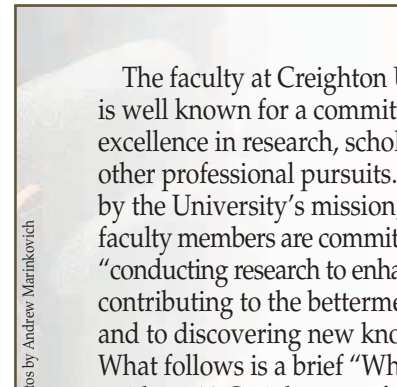 The faculty at Creighton U
is well known for a commit
excellence in research, schol
other professional pursuits.
by the University's mission,
faculty members are commit
“conducting research to enha
contributing to the betterme
and to discovering new kno
What follows is a brief “Wh
tos by Andrew Marinkovich